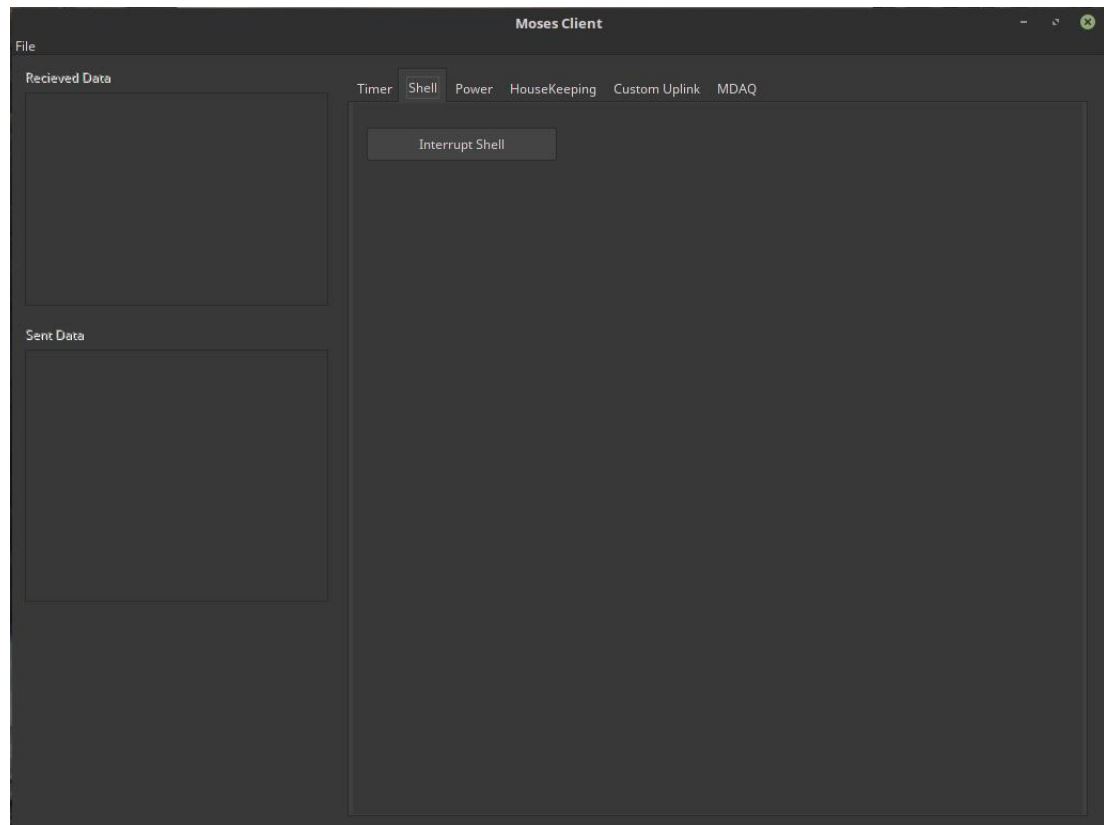 Moses Client
File
Recieved Data
Timer Shell Power HouseKeeping Custom Uplink MDAQ
Interrupt Shell
Sent Data